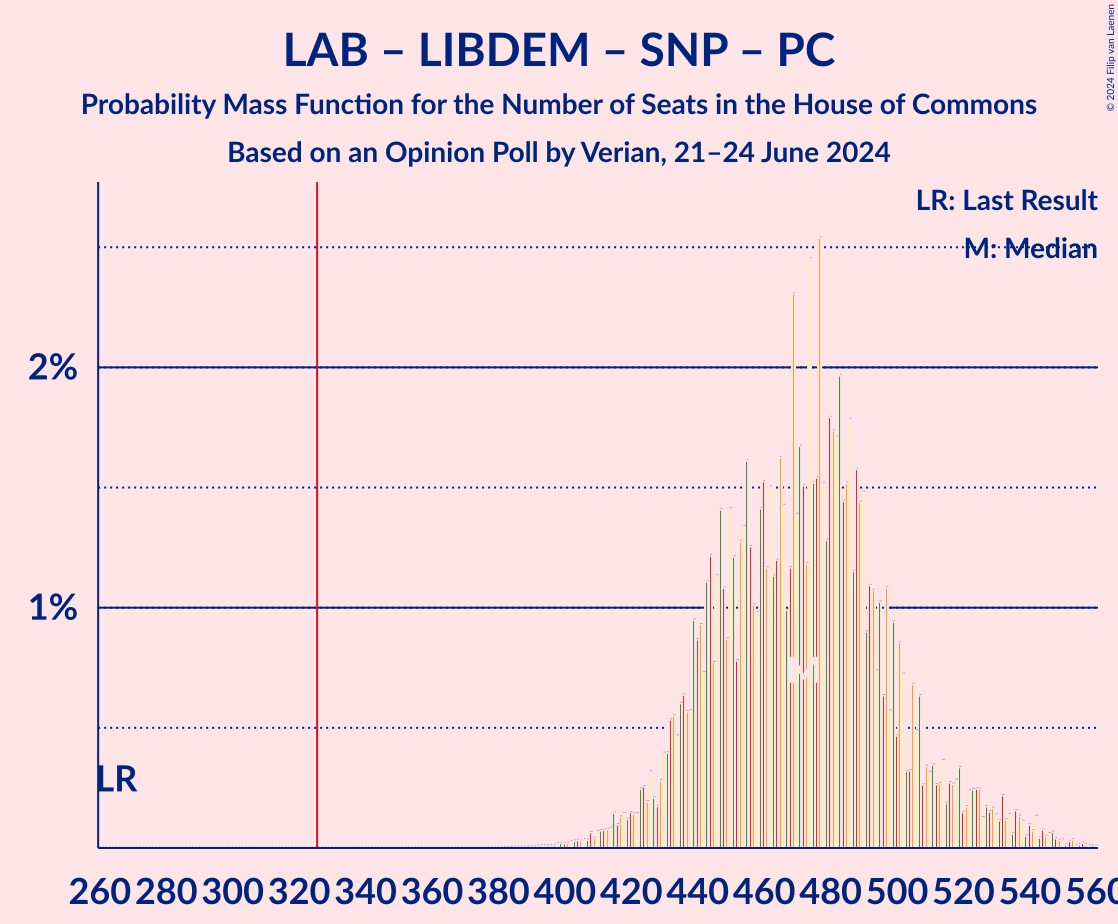 LAB – LIBDEM – SNP – PC
Probability Mass Function for the Number of Seats in the House of Commons
Based on an Opinion Poll by Verian, 21–24 June 2024
© 2024 Filip van Laenen
LR: Last Result
M: Median
2%
1%
LR
260 280 300 320 340 360 380 400 420 440 460 480 500 520 540 560